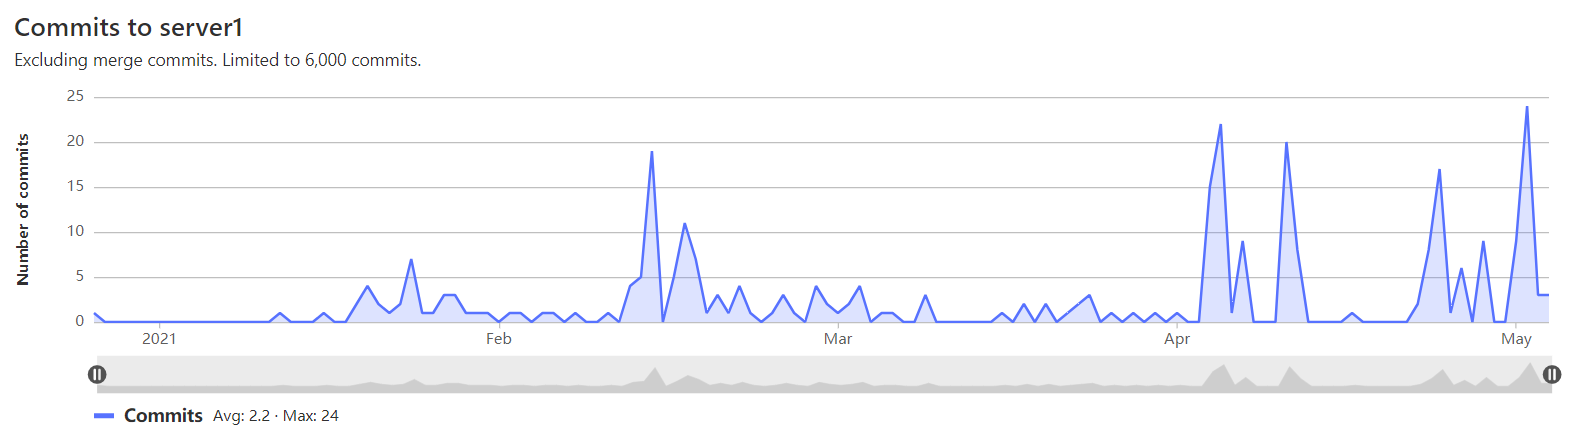 Commits to server1
Excluding merge commits. Limited to 6,000 commits.
Number of commits
25
20
15
10
5
0
2021 Feb Mar Apr May
Commits Avg: 2.2 · Max: 24